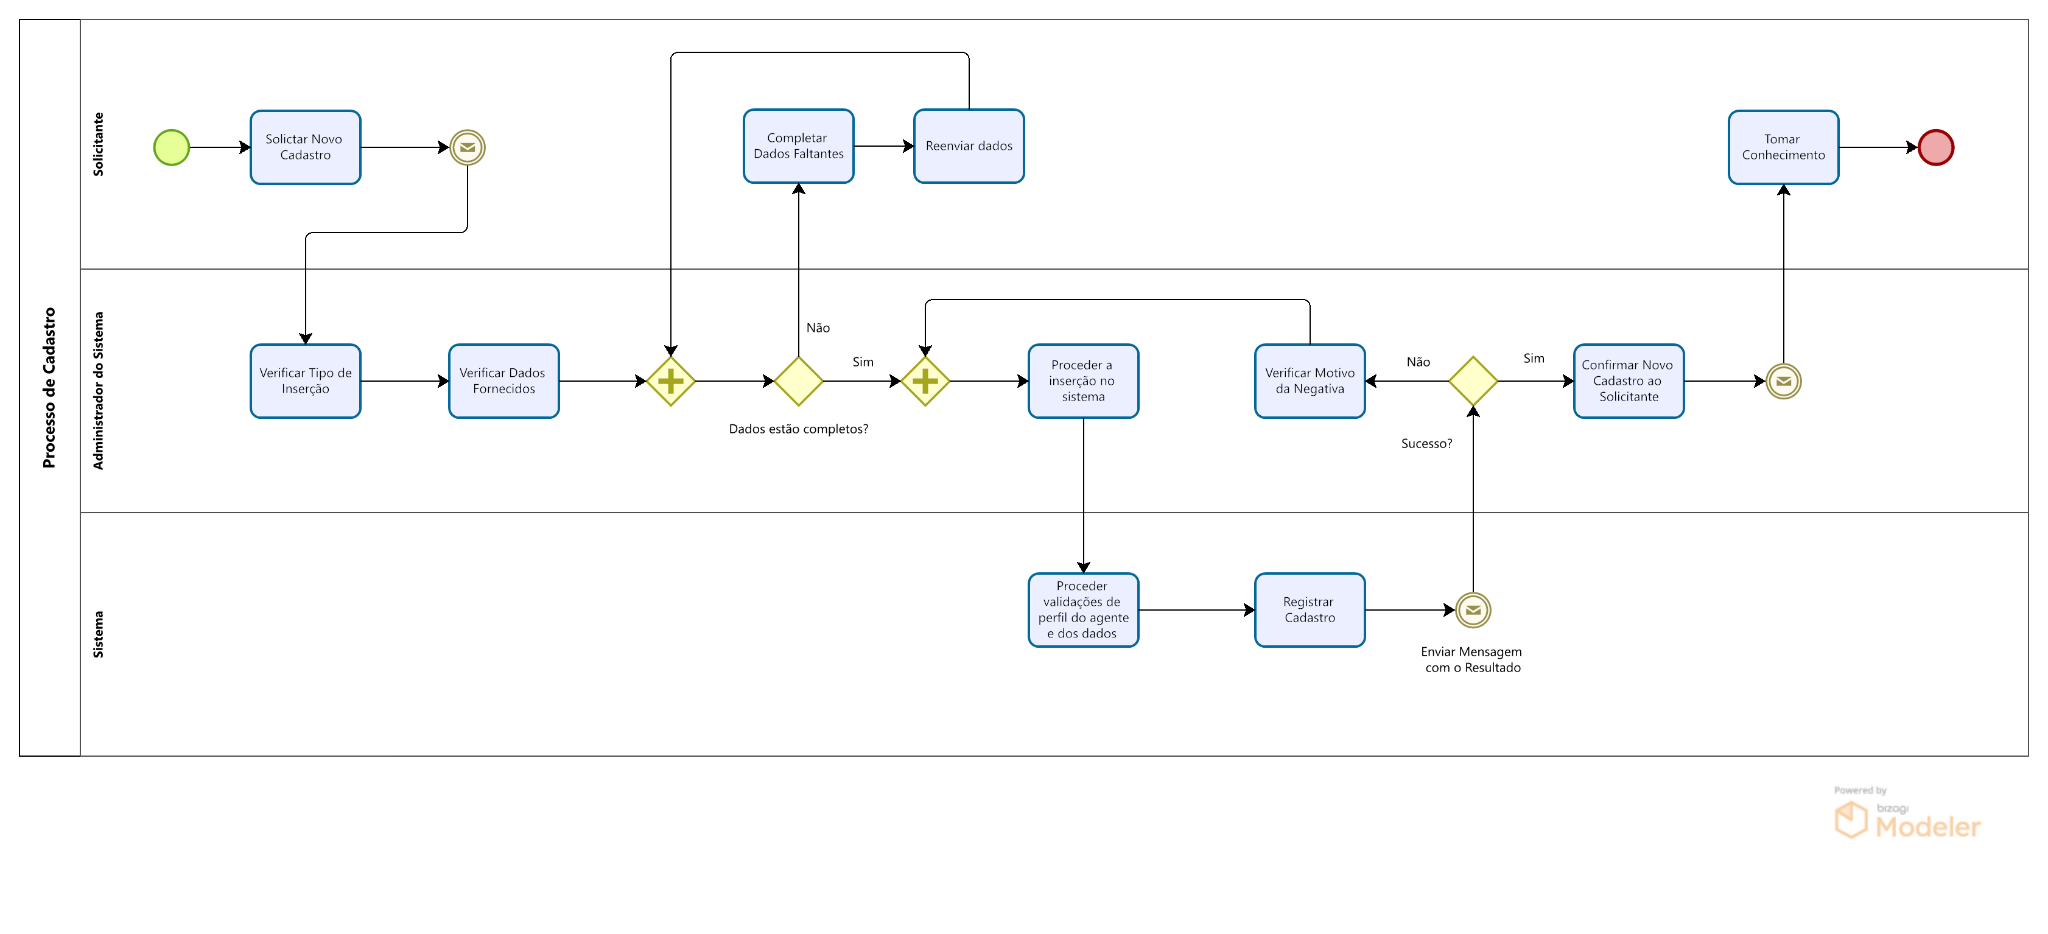 Processo de Cadastro
Solicitante
Solictar Novo
Cadastro
Completar
Dados Faltantes
Reenviar dados
Tomar
Conhecimento
Administrador do Sistema
Verificar Tipo de
Inserção
Verificar Dados
Fornecidos
Não
Sim
Dados estão completos?
Proceder a
inserção no
sistema
Verificar Motivo
da Negativa
Não
Sim
Sucesso?
Confirmar Novo
Cadastro ao
Solicitante
Sistema
Proceder
validações de
perfil do agente
e dos dados
Registrar
Cadastro
Enviar Mensagem
com o Resultado
Powered by
bizagi
Modeler